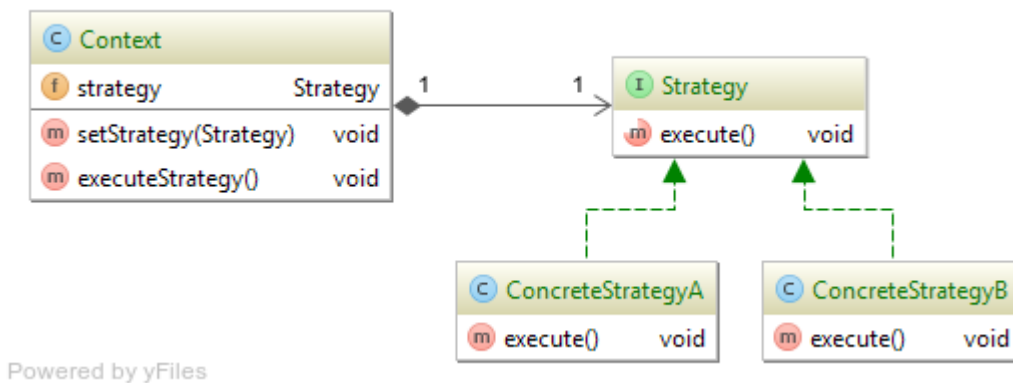 C Context
f strategy Strategy
m setStrategy(Strategy) void
m executeStrategy() void
1 1
I Strategy
m execute() void
C ConcreteStrategyA
m execute() void
C ConcreteStrategyB
m execute() void
Powered by yFiles